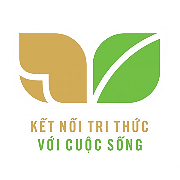 KẾT NỐI TRI THỨC
VỚI CUỘC SỐNG